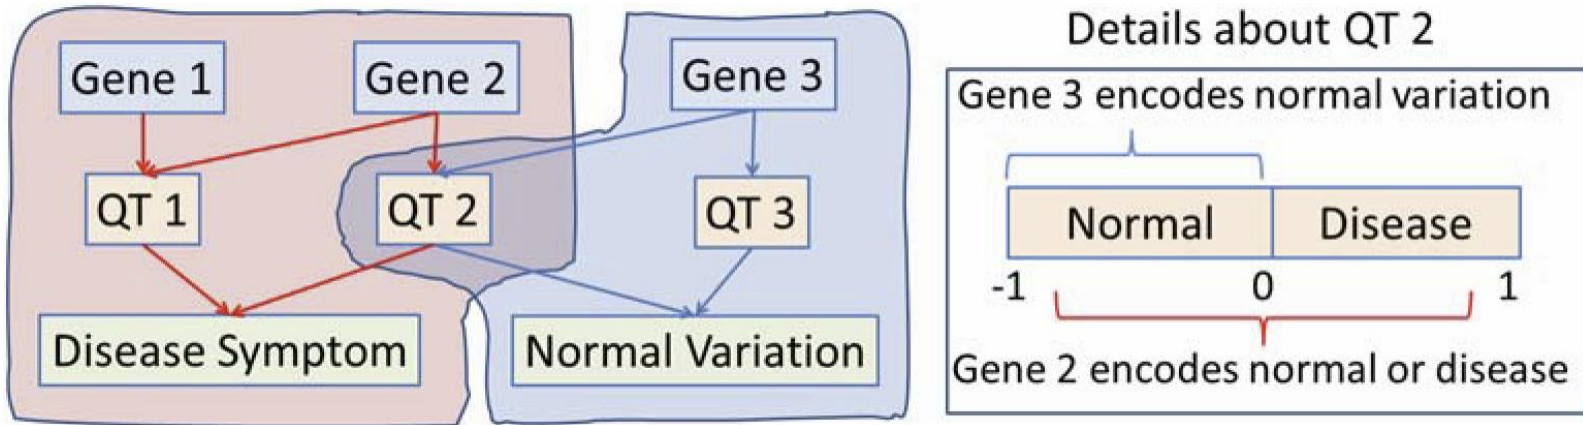 Gene 1
Gene 2
Gene 3
QT 1
QT 2
QT 3
Disease Symptom
Normal Variation
Details about QT 2
Gene 3 encodes normal variation
Normal
Disease
-1
0
1
Gene 2 encodes normal or disease